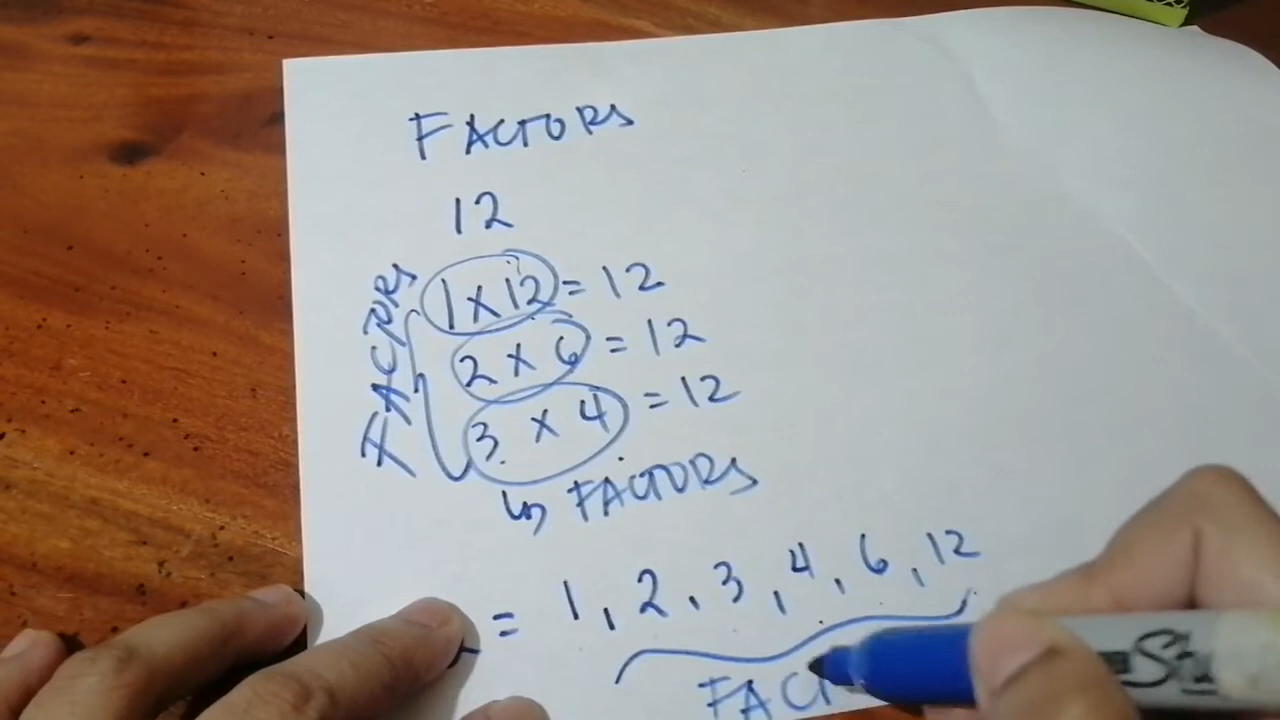 FACTORS
12
FACTORS
1 x 12 = 12
2 x 6 = 12
3 x 4 = 12
↳ FACTORS
= 1, 2, 3, 4, 6, 12